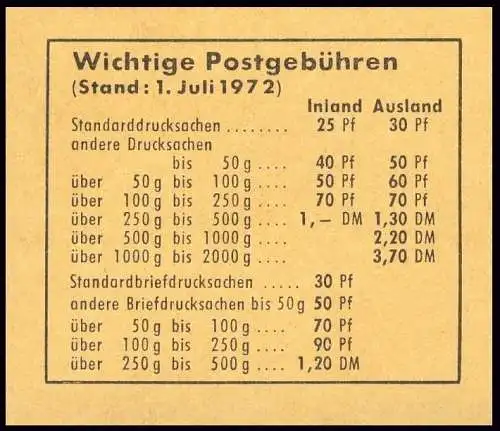 Wichtige Postgebühren
(Stand: 1. Juli 1972)
Inland Ausland
Standarddrucksachen ........ 25 Pf 30 Pf
andere Drucksachen
bis 50 g .... 40 Pf 50 Pf
über 50 g bis 100 g .... 50 Pf 60 Pf
über 100 g bis 250 g .... 70 Pf 70 Pf
über 250 g bis 500 g .... 1,– DM 1,30 DM
über 500 g bis 1000 g .... 2,20 DM
über 1000 g bis 2000 g .... 3,70 DM
Standardbriefdrucksachen ..... 30 Pf
andere Briefdrucksachen bis 50 g 50 Pf
über 50 g bis 100 g .... 70 Pf
über 100 g bis 250 g .... 90 Pf
über 250 g bis 500 g .... 1,20 DM